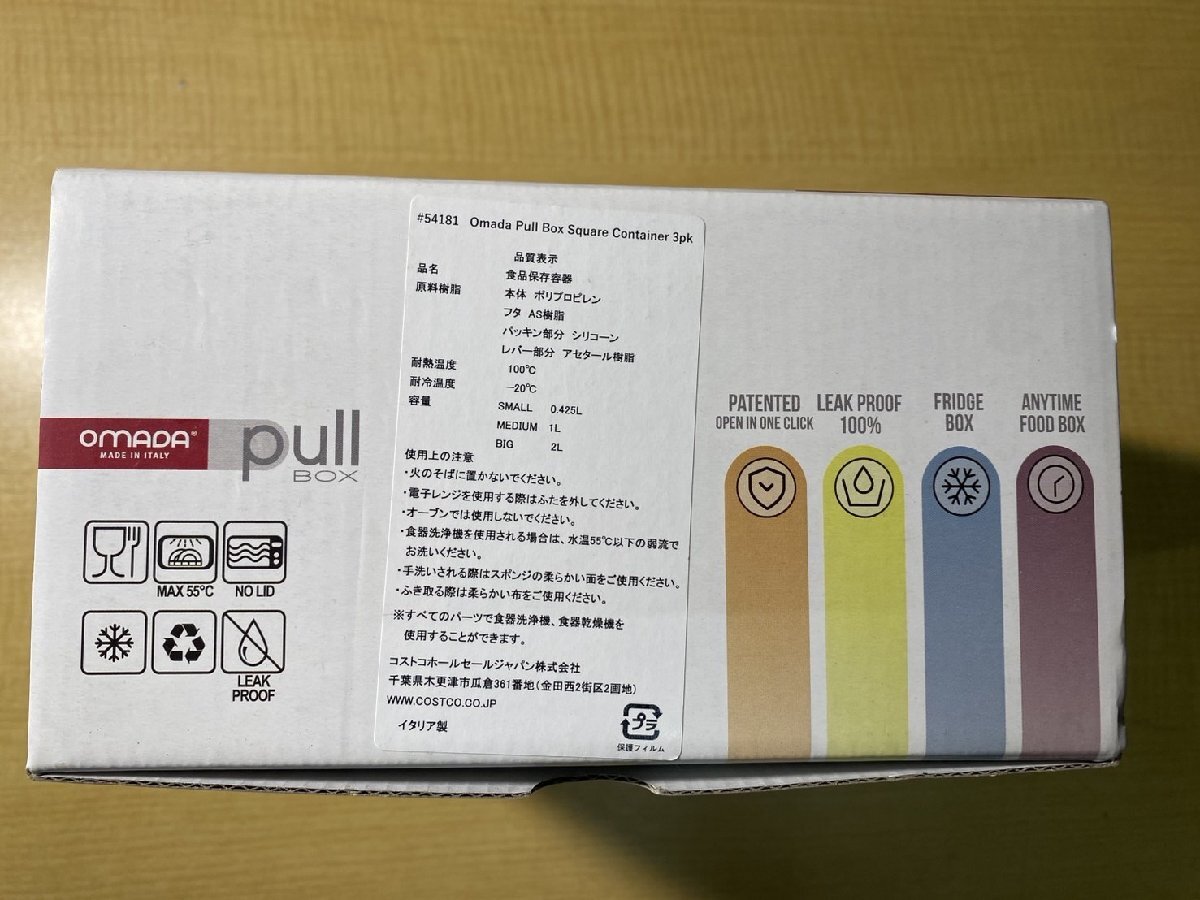 #54181 Omada Pull Box Square Container 3pk
品質表示
品名 食品保存容器
原料樹脂 本体 ポリプロピレン
フタ AS樹脂
パッキン部分 シリコーン
レバー部分 アセタール樹脂
耐熱温度 100℃
耐冷温度 -20℃
容量 SMALL 0.425L
MEDIUM 1L
BIG 2L
使用上の注意
・火のそばに置かないでください。
・電子レンジを使用する際はふたを外してください。
・オーブンでは使用しないでください。
・食器洗浄機を使用される場合は、水温55℃以下の弱流で
お洗いください。
・手洗いされる際はスポンジの柔らかい面をご使用ください。
・ふき取る際は柔らかい布をご使用ください。
※すべてのパーツで食器洗浄機、食器乾燥機を
使用することができます。
コストコホールセールジャパン株式会社
千葉県木更津市瓜倉361番地(金田西2街区2画地)
WWW.COSTCO.CO.JP
イタリア製
プラ
保護フィルム
OMADA®
MADE IN ITALY
pull
BOX
MAX 55°C
NO LID
LEAK
PROOF
PATENTED
OPEN IN ONE CLICK
LEAK PROOF
100%
FRIDGE
BOX
ANYTIME
FOOD BOX